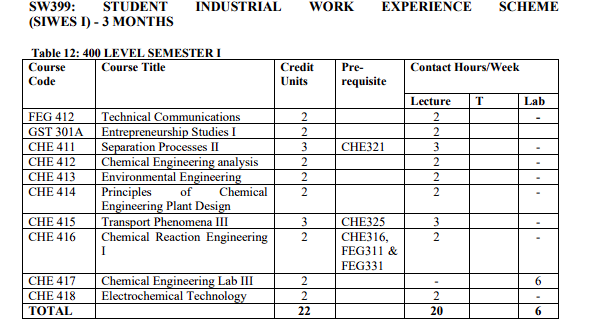 SW399: STUDENT INDUSTRIAL WORK EXPERIENCE SCHEME
(SIWES I) - 3 MONTHS
Table 12: 400 LEVEL SEMESTER I
Course Code Course Title Credit Units Pre-requisite Contact Hours/Week
Lecture T Lab
FEG 412 Technical Communications 2 2 -
GST 301A Entrepreneurship Studies I 2 2
CHE 411 Separation Processes II 3 CHE321 3 -
CHE 412 Chemical Engineering analysis 2 2 -
CHE 413 Environmental Engineering 2 2 -
CHE 414 Principles of Chemical 2 2 -
Engineering Plant Design
CHE 415 Transport Phenomena III 3 CHE325 3 -
CHE 416 Chemical Reaction Engineering 2 CHE316, 2 -
I FEG311 &
FEG331
CHE 417 Chemical Engineering Lab III 2 - 6
CHE 418 Electrochemical Technology 2 2 -
TOTAL 22 20 6